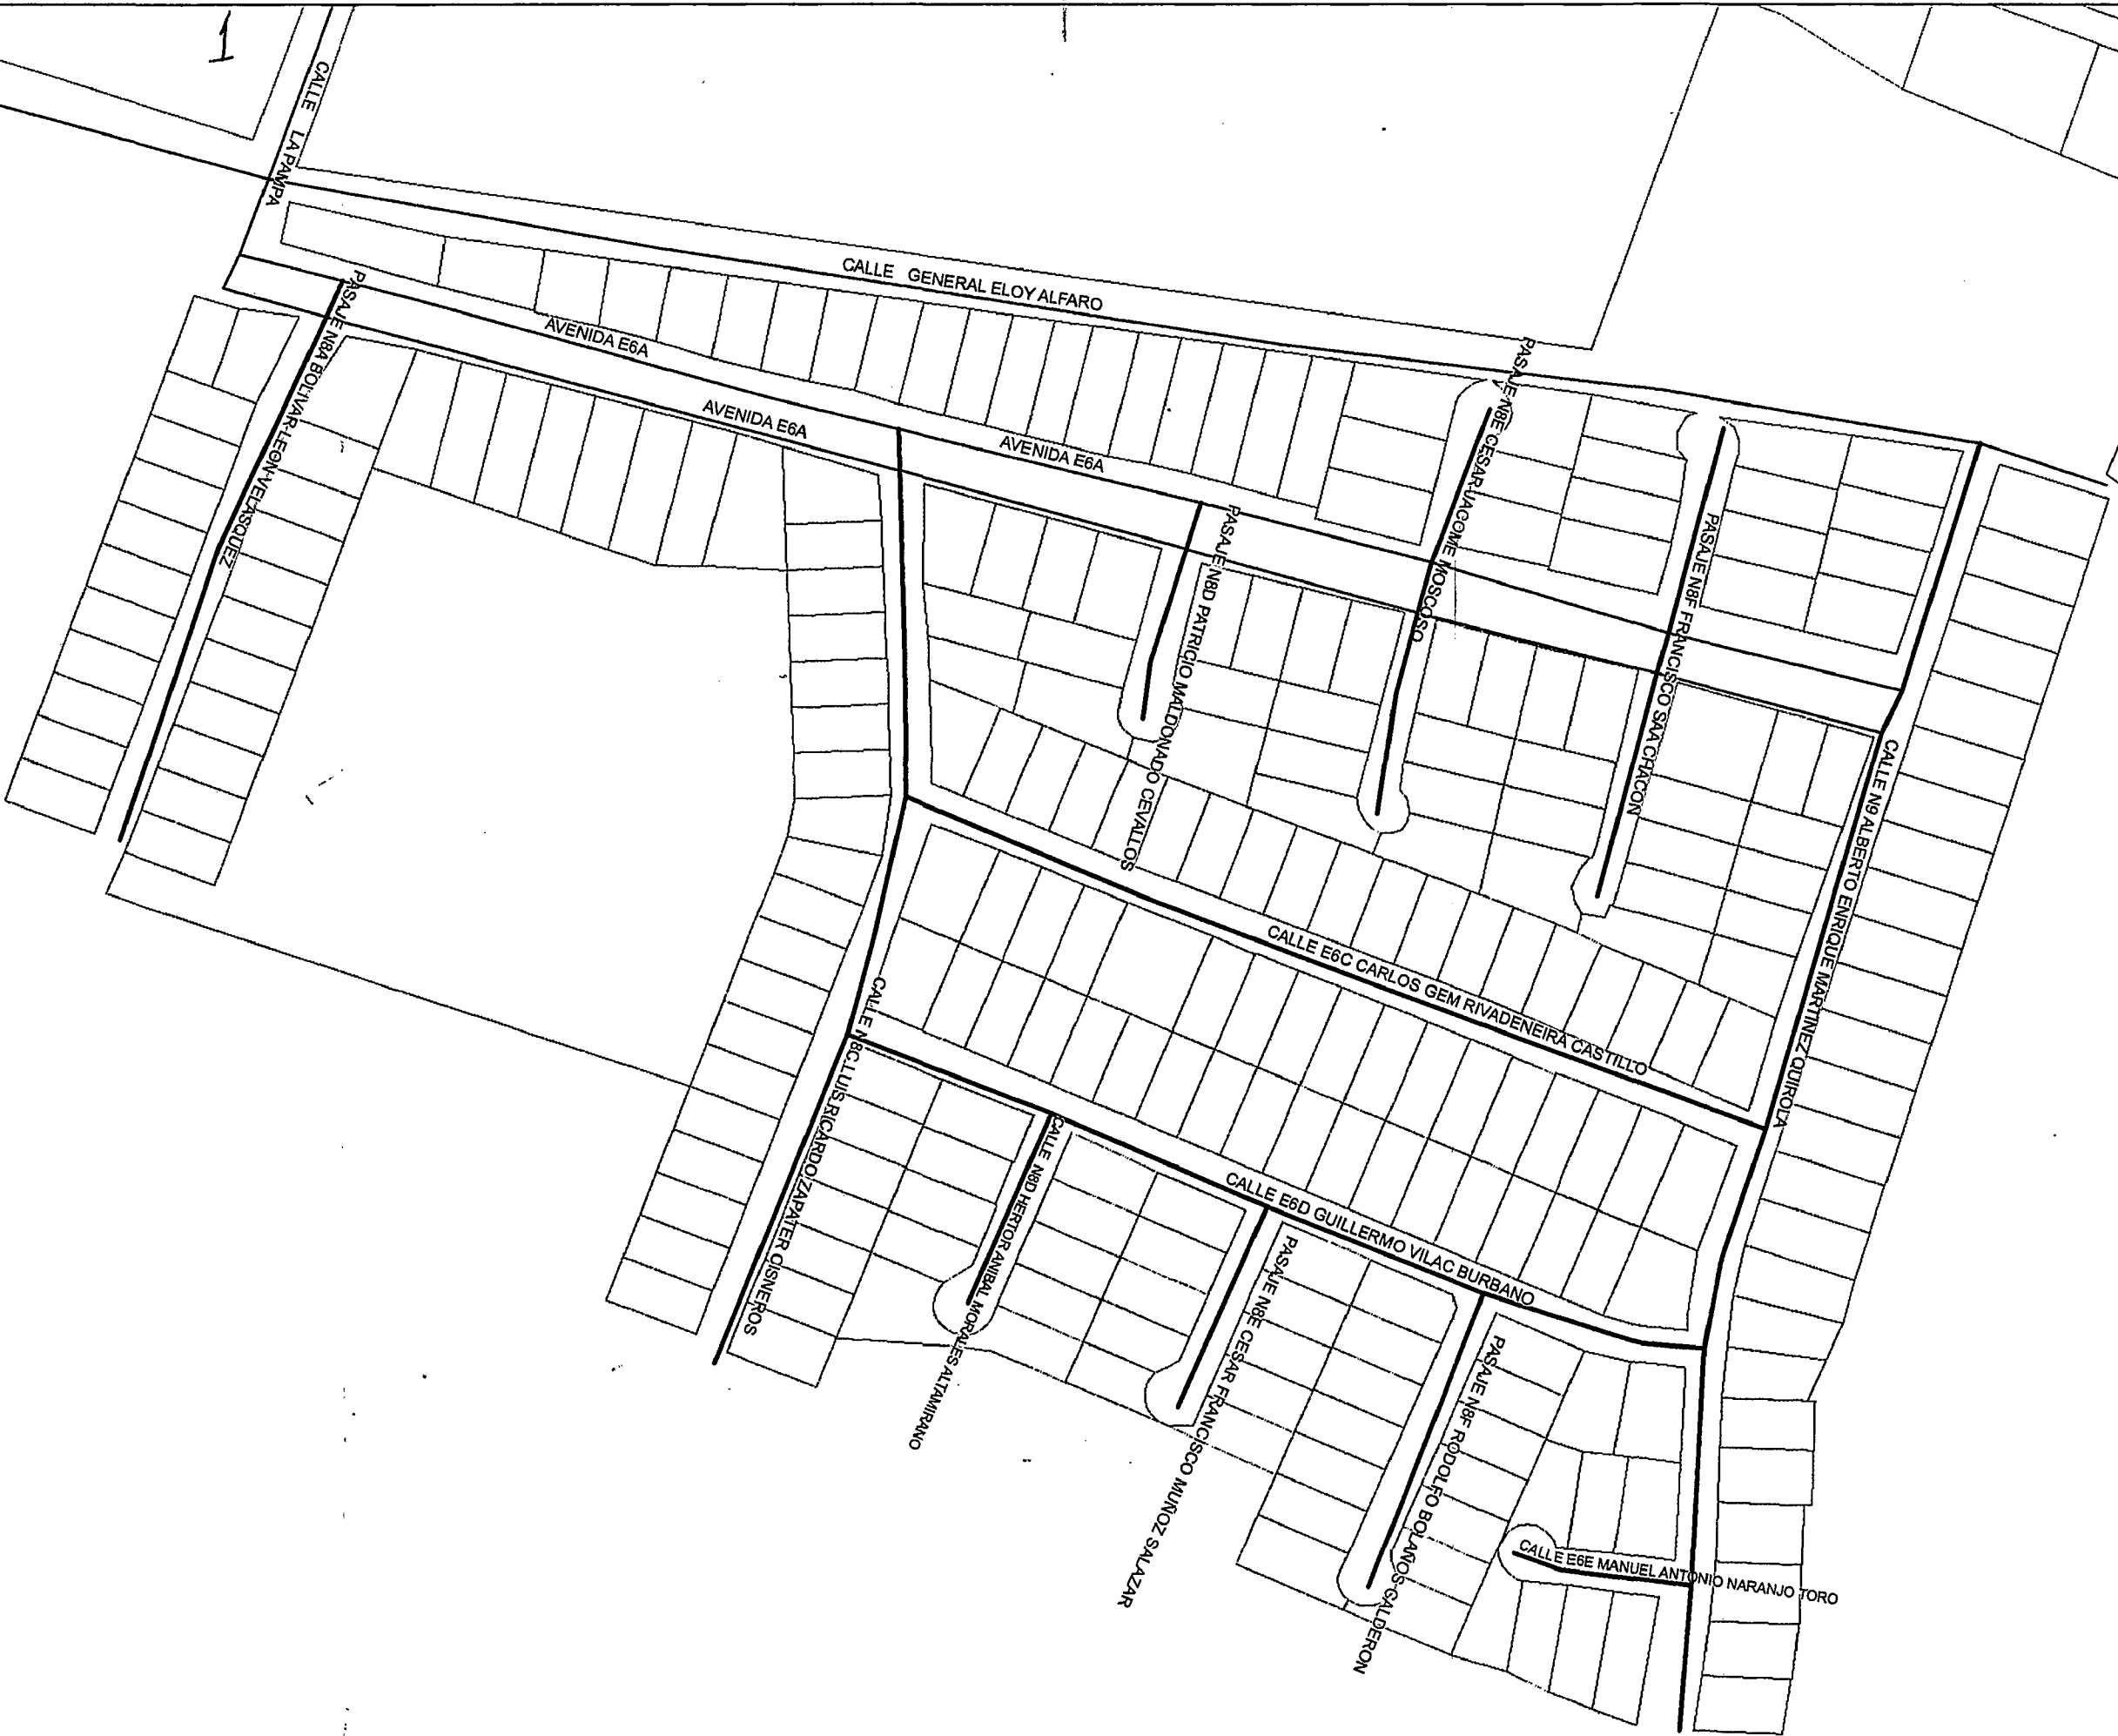 1
CALLE LA PAMPA
CALLE GENERAL ELOY ALFARO
PASAJE N8A BOLIVAR LEON VELASQUEZ
AVENIDA E6A
AVENIDA E6A
AVENIDA E6A
PASAJE N8E CESAR JACOME MOSCOSO
PASAJE N8D PATRICIO MALDONADO CEVALLOS
PASAJE N8F FRANCISCO SAA CHACON
CALLE N9 ALBERTO ENRIQUE MARTINEZ QUIROLA
CALLE E6C CARLOS GEM RIVADENEIRA CASTILLO
CALLE N8C LUIS RICARDO ZAPATER CISNEROS
CALLE N8D HERTOR ANIBAL MORALES ALTAMIRANO
CALLE E6D GUILLERMO VILAC BURBANO
PASAJE N8E CESAR FRANCISCO MUÑOZ SALAZAR
PASAJE N8F RODOLFO BOLAÑOS CALDERON
CALLE E6E MANUEL ANTONIO NARANJO TORO